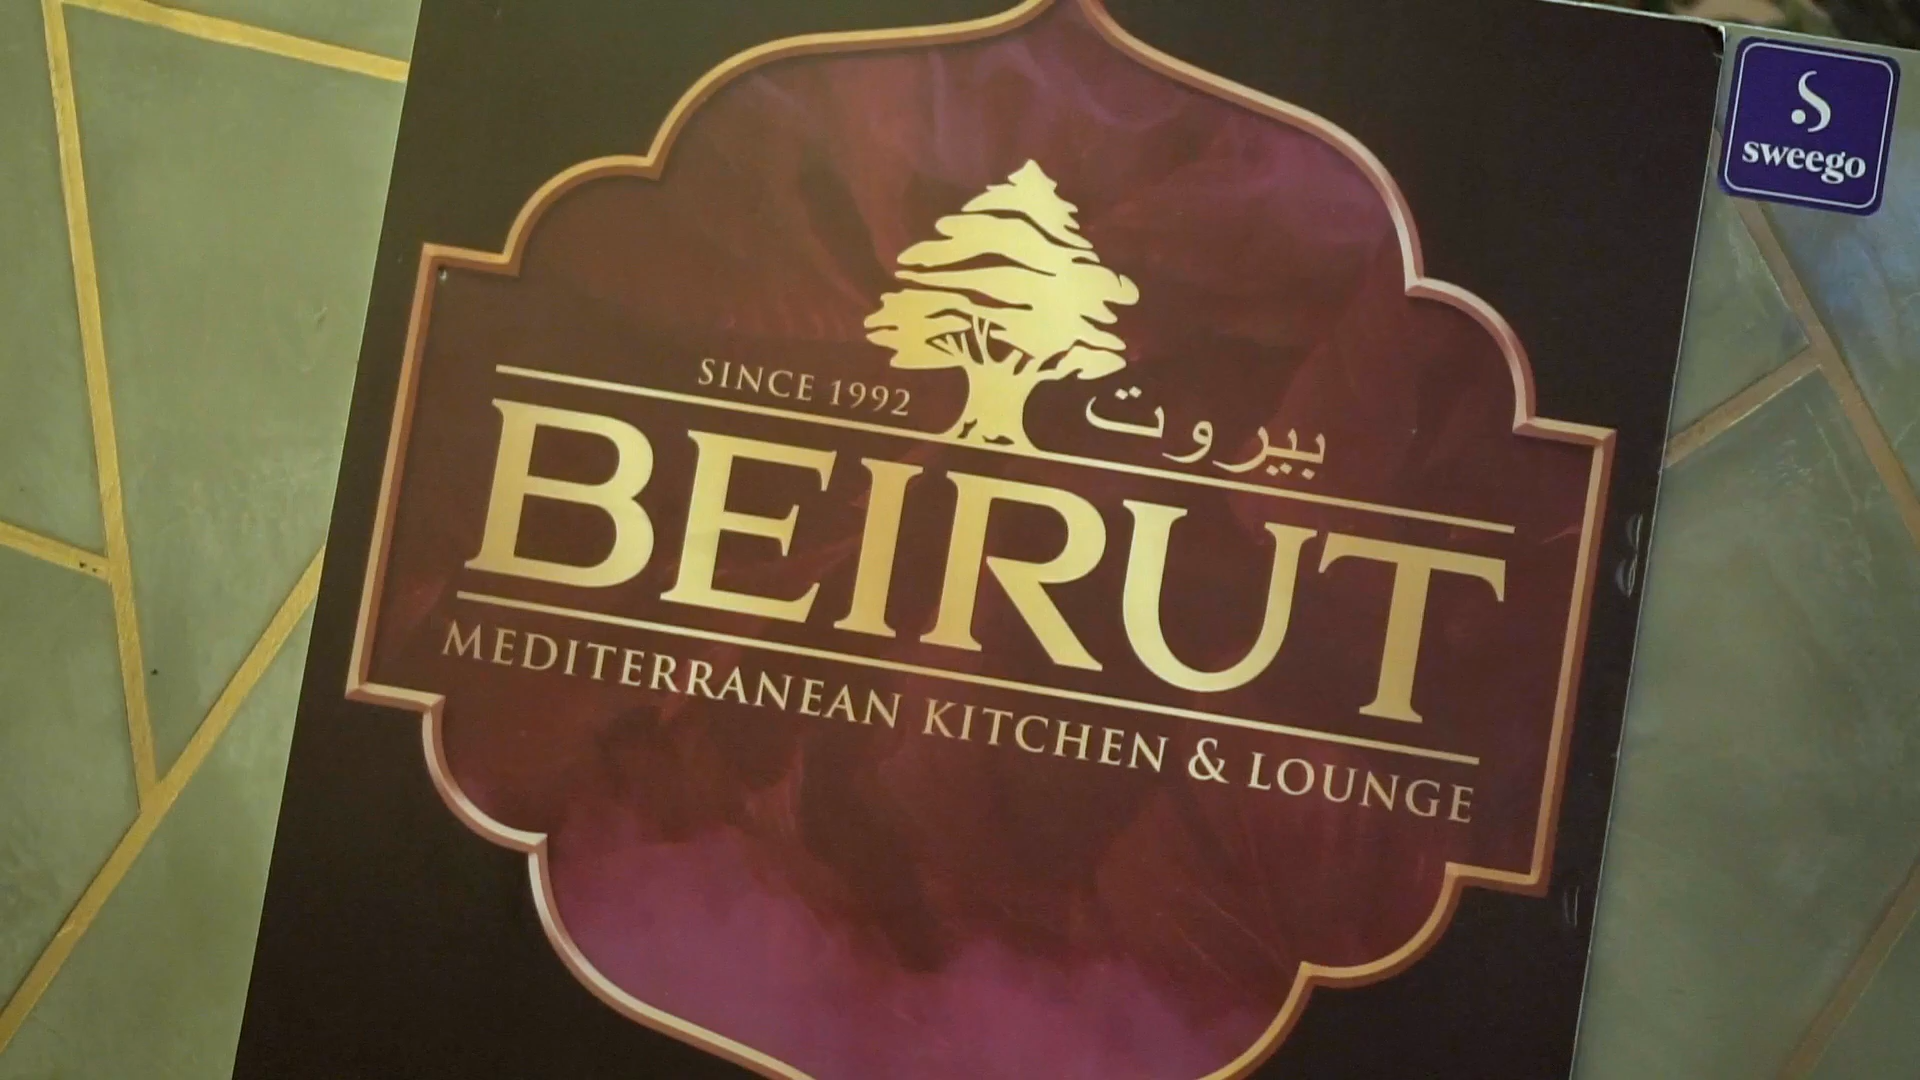 SINCE 1992
بيروت
BEIRUT
MEDITERRANEAN KITCHEN & LOUNGE
sweego